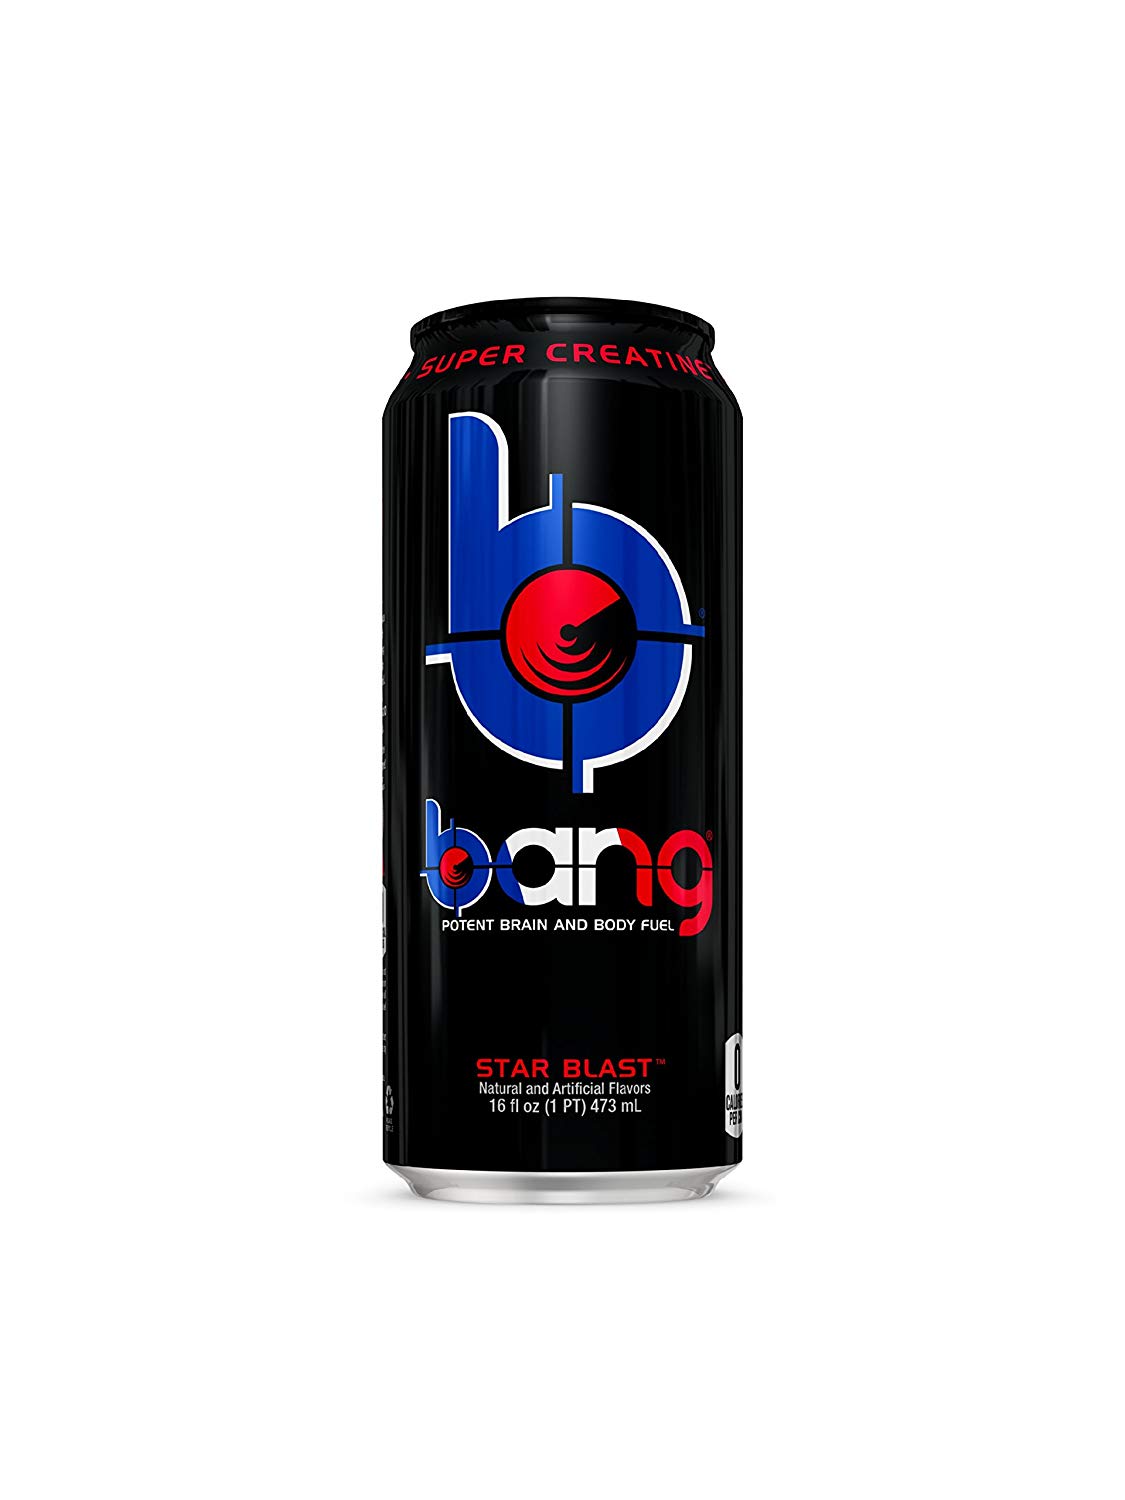 SUPER CREATINE
bang®
POTENT BRAIN AND BODY FUEL
STAR BLAST™
Natural and Artificial Flavors
16 fl oz (1 PT) 473 mL
0